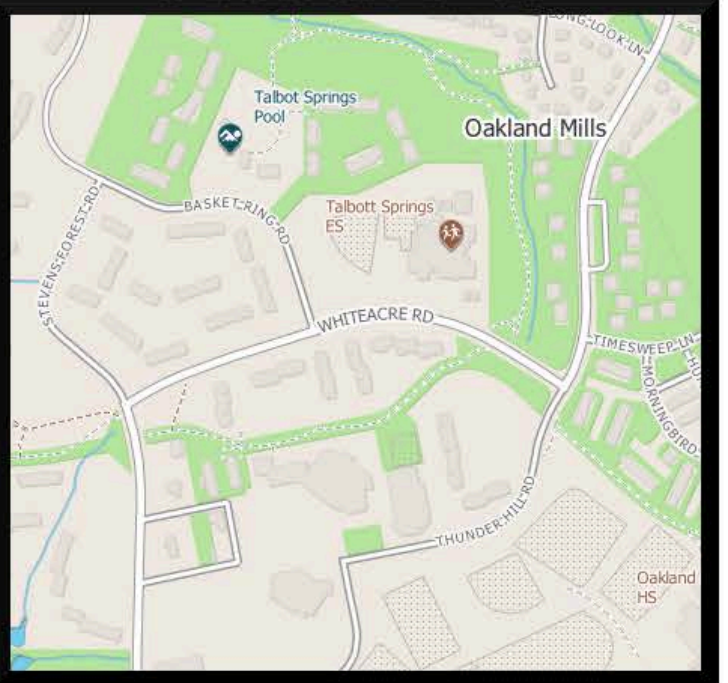 LONG LOOK LN
Talbot Springs
Pool
Oakland Mills
STEVENS FOREST RD
BASKET RING RD
Talbott Springs
ES
WHITEACRE RD
TIMESWEEP LN
MORNINGBIRD
THUNDER HILL RD
Oakland
HS